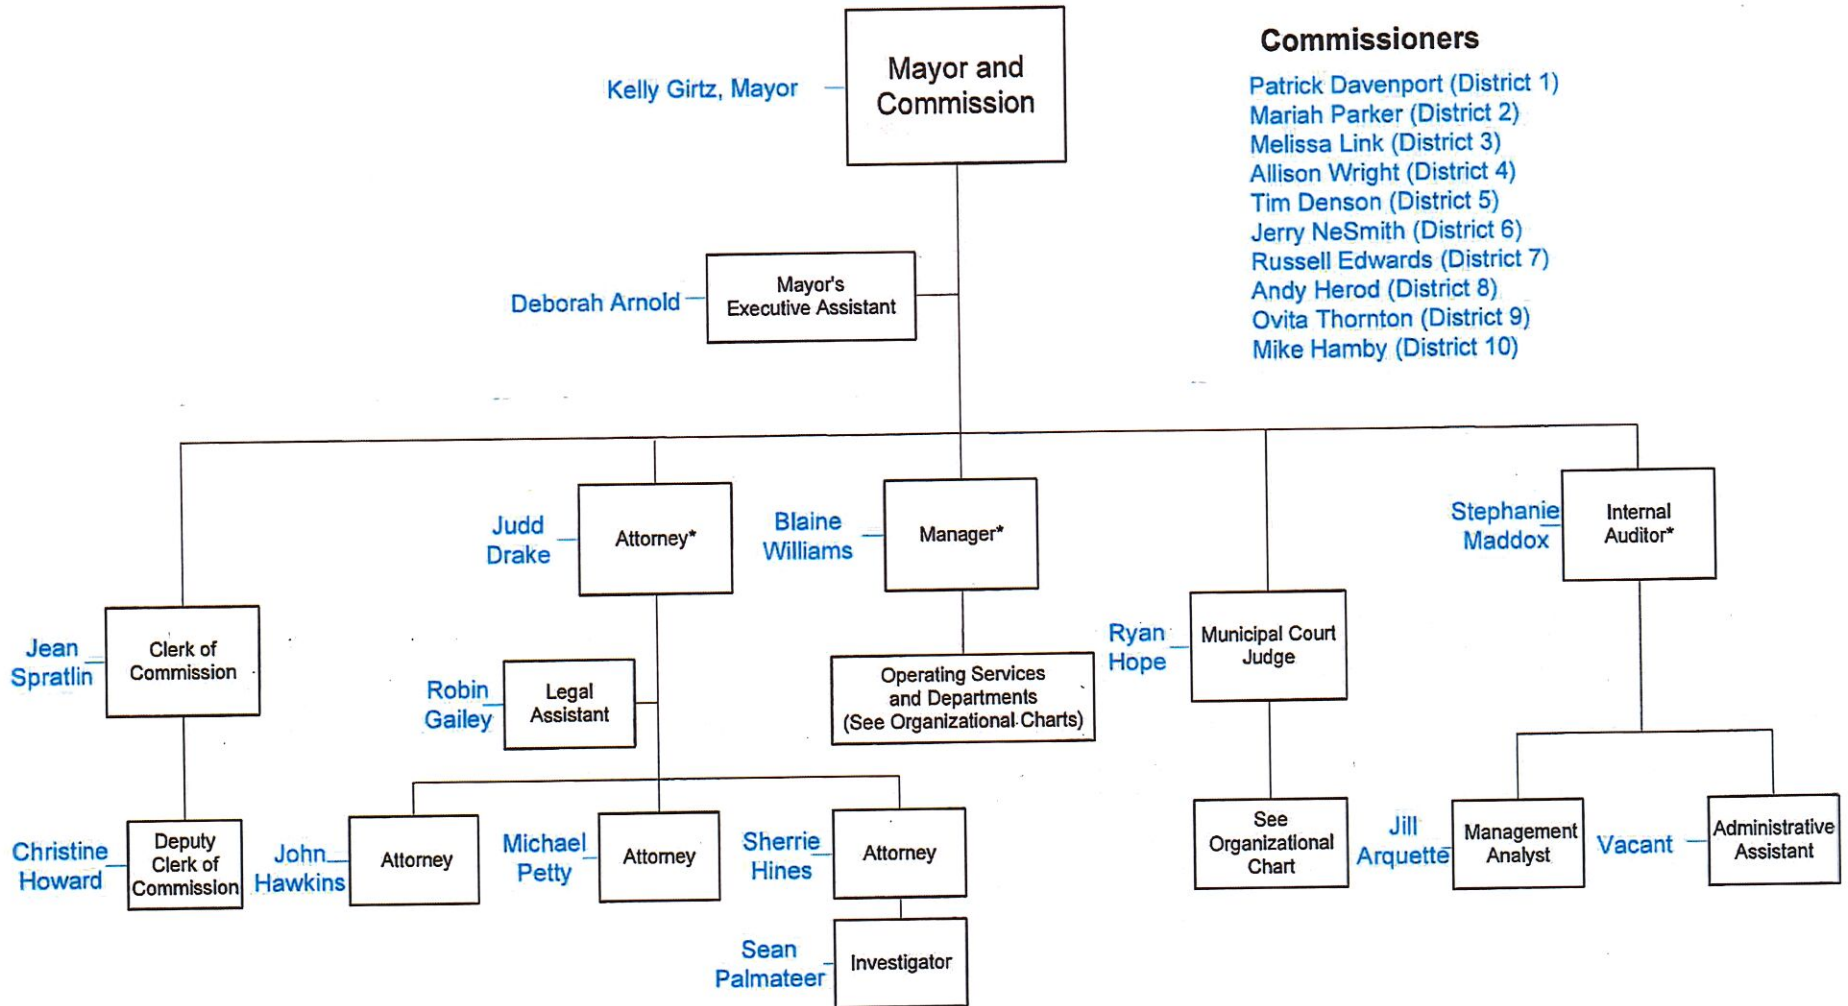 Mayor and
Commission
Kelly Girtz, Mayor
Commissioners
Patrick Davenport (District 1)
Mariah Parker (District 2)
Melissa Link (District 3)
Allison Wright (District 4)
Tim Denson (District 5)
Jerry NeSmith (District 6)
Russell Edwards (District 7)
Andy Herod (District 8)
Ovita Thornton (District 9)
Mike Hamby (District 10)
Deborah Arnold
Mayor's
Executive Assistant
Jean
Spratlin
Clerk of
Commission
Judd
Drake
Attorney*
Blaine
Williams
Manager*
Ryan
Hope
Municipal Court
Judge
Stephanie
Maddox
Internal
Auditor*
Robin
Gailey
Legal
Assistant
Operating Services
and Departments
(See Organizational Charts)
Christine
Howard
Deputy
Clerk of
Commission
John
Hawkins
Attorney
Michael
Petty
Attorney
Sherrie
Hines
Attorney
See
Organizational
Chart
Jill
Arquette
Management
Analyst
Vacant
Administrative
Assistant
Sean
Palmateer
Investigator